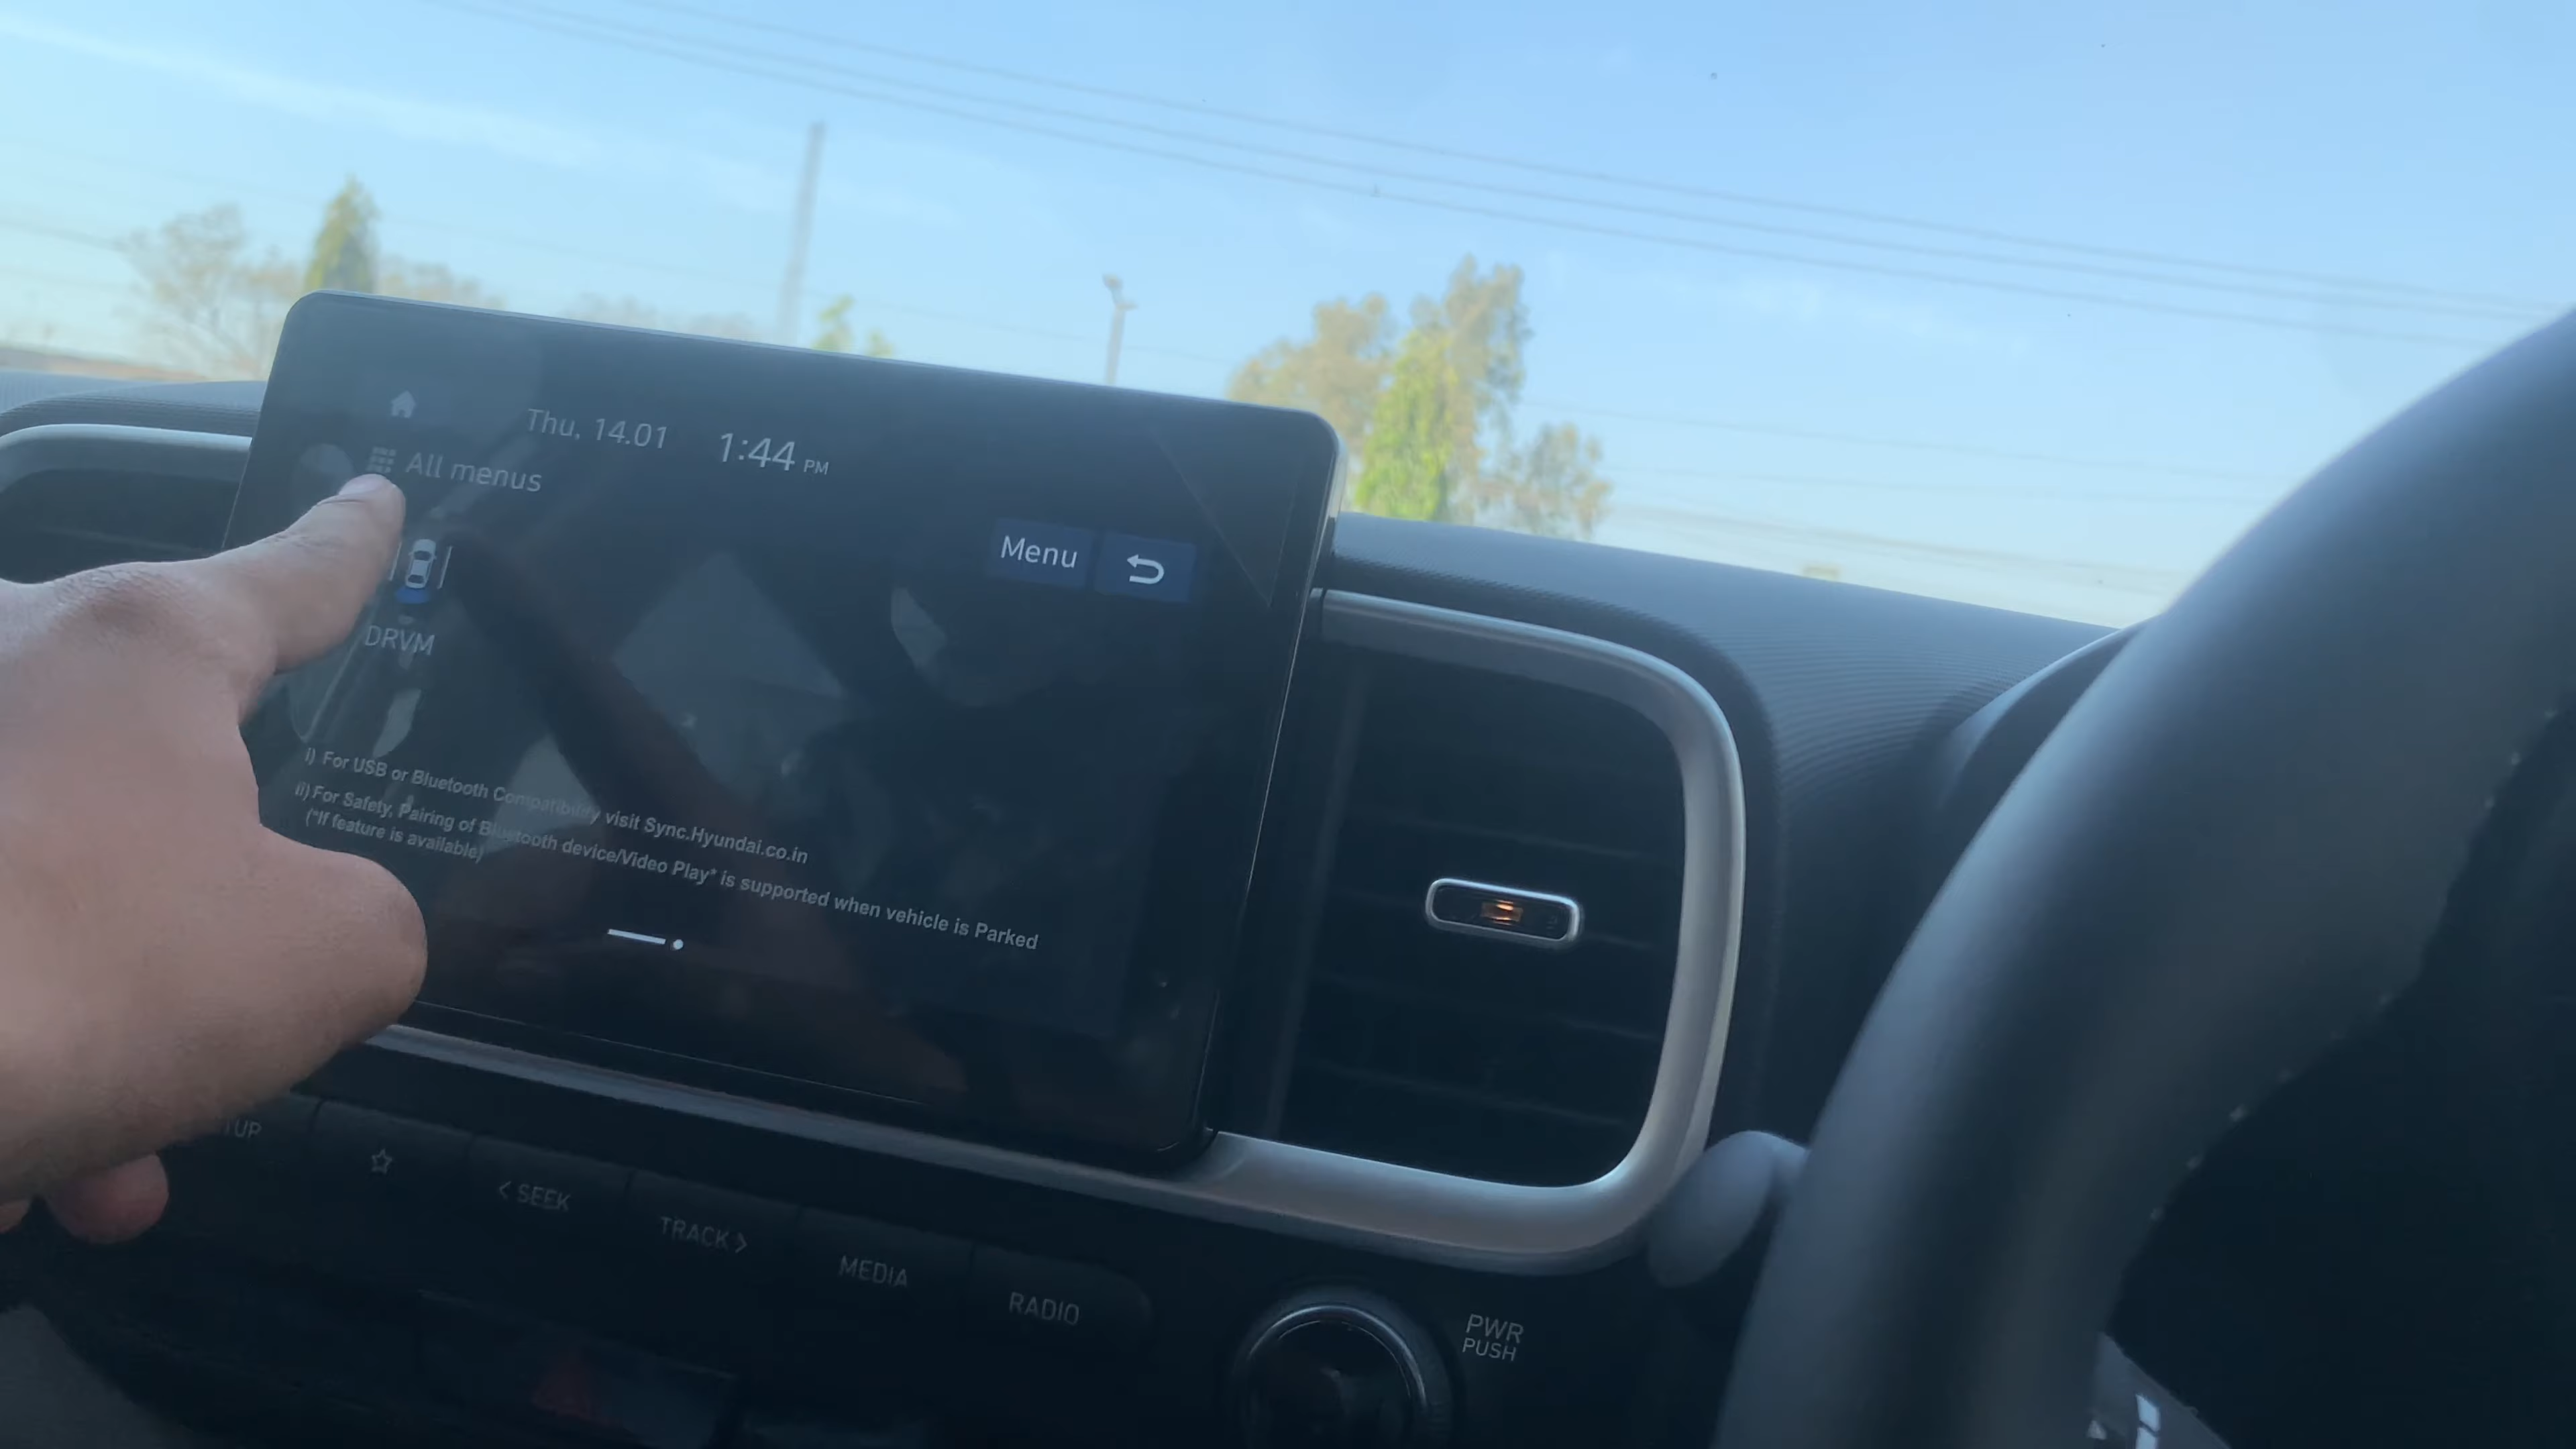 Thu, 14.01 1:44 PM
All menus
Menu
DRVM
i) For USB or Bluetooth Compatibility visit Sync.Hyundai.co.in
ii) For Safety, Pairing of Bluetooth device/Video Play* is supported when vehicle is Parked
(*If feature is available)
< SEEK
TRACK >
MEDIA
RADIO
PWR
PUSH